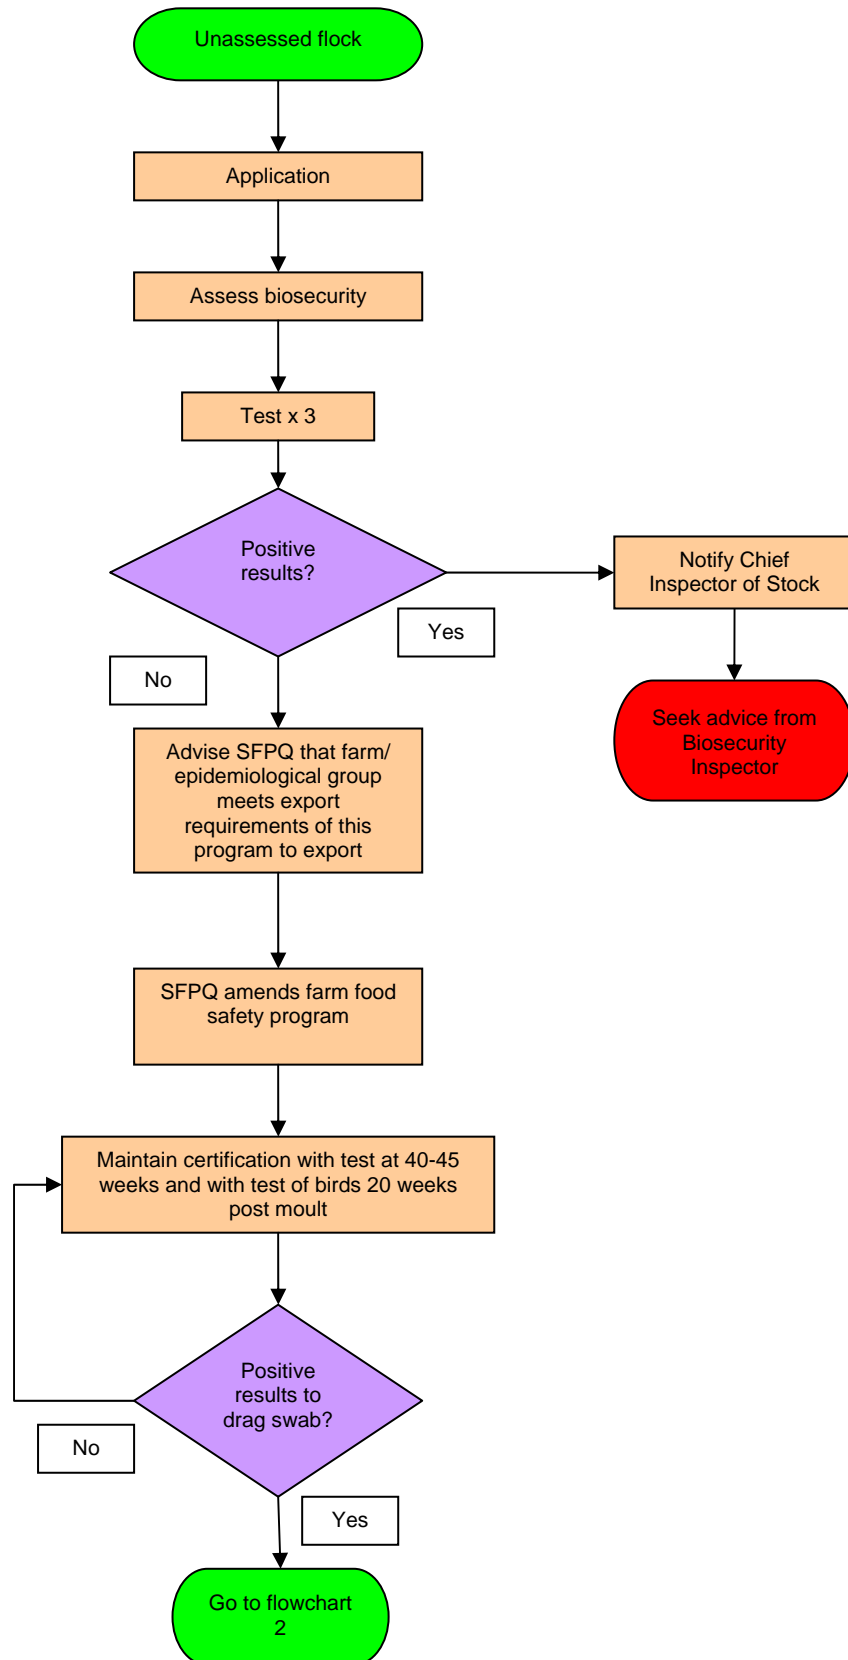 Unassessed flock
Application
Assess biosecurity
Test x 3
Positive
results?
Notify Chief
Inspector of Stock
Yes
No
Seek advice from
Biosecurity
Inspector
Advise SFPQ that farm/
epidemiological group
meets export
requirements of this
program to export
SFPQ amends farm food
safety program
Maintain certification with test at 40-45
weeks and with test of birds 20 weeks
post moult
Positive
results to
drag swab?
No
Yes
Go to flowchart
2